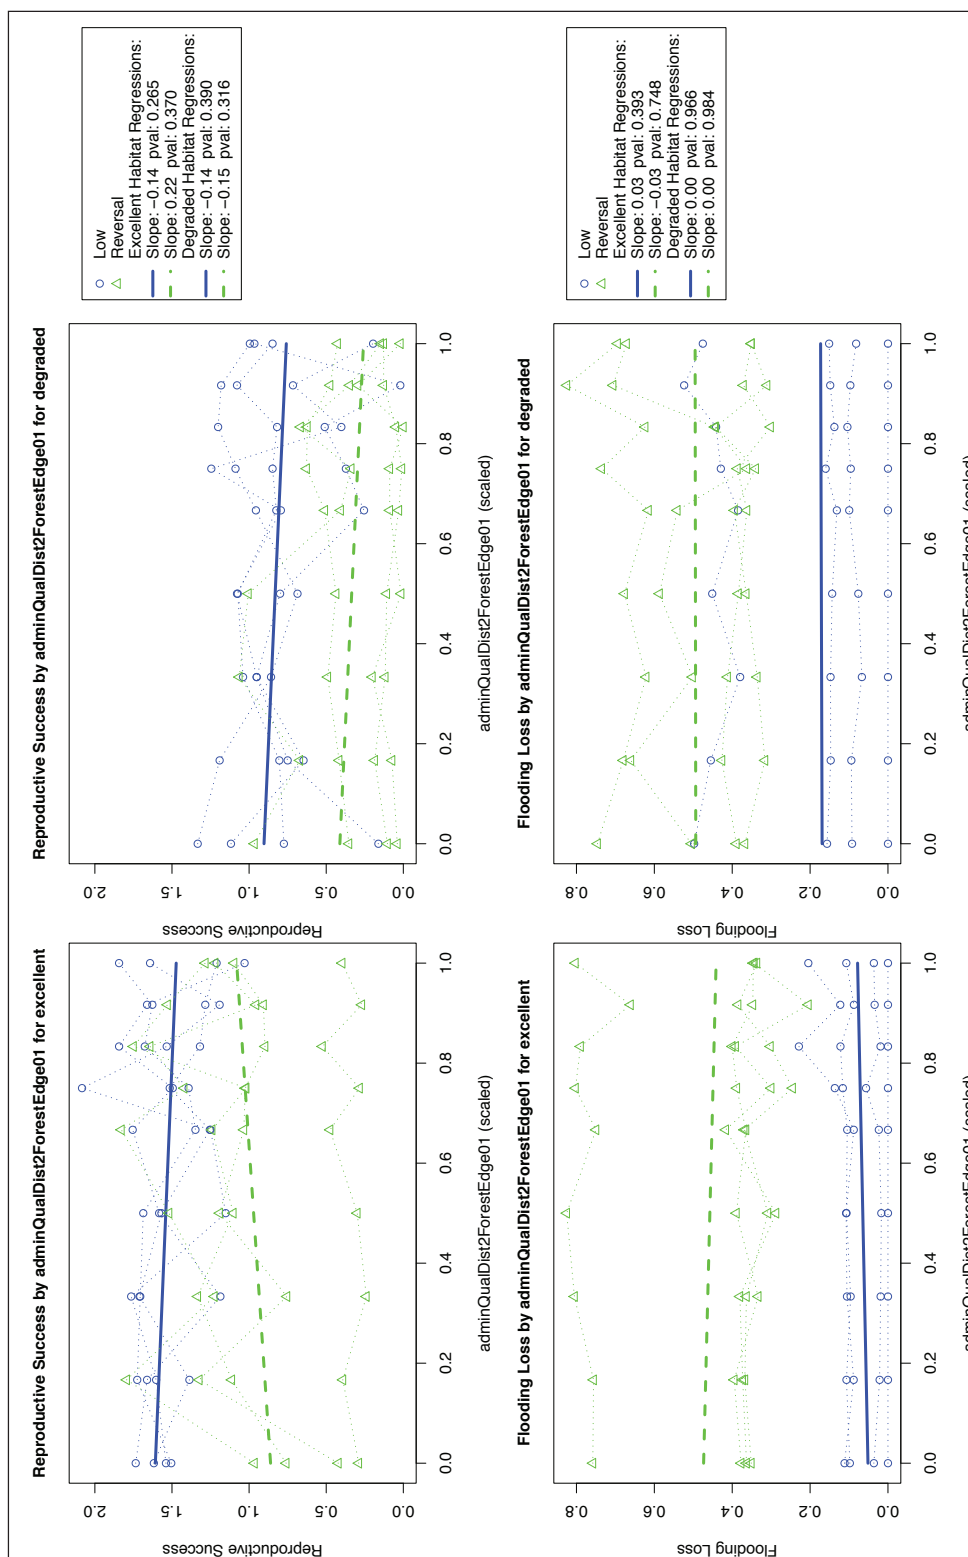 Reproductive Success by adminQualDist2ForestEdge01 for excellent
Reproductive Success
2.0
1.5
1.0
0.5
0.0
0.0 0.2 0.4 0.6 0.8 1.0
adminQualDist2ForestEdge01 (scaled)
Reproductive Success by adminQualDist2ForestEdge01 for degraded
Reproductive Success
2.0
1.5
1.0
0.5
0.0
0.0 0.2 0.4 0.6 0.8 1.0
adminQualDist2ForestEdge01 (scaled)
Low
Reversal
Excellent Habitat Regressions:
Slope: −0.14 pval: 0.265
Slope: 0.22 pval: 0.370
Degraded Habitat Regressions:
Slope: −0.14 pval: 0.390
Slope: −0.15 pval: 0.316
Flooding Loss by adminQualDist2ForestEdge01 for excellent
Flooding Loss
0.8
0.6
0.4
0.2
0.0
0.0 0.2 0.4 0.6 0.8 1.0
adminQualDist2ForestEdge01 (scaled)
Flooding Loss by adminQualDist2ForestEdge01 for degraded
Flooding Loss
0.8
0.6
0.4
0.2
0.0
0.0 0.2 0.4 0.6 0.8 1.0
adminQualDist2ForestEdge01 (scaled)
Low
Reversal
Excellent Habitat Regressions:
Slope: 0.03 pval: 0.393
Slope: −0.03 pval: 0.748
Degraded Habitat Regressions:
Slope: 0.00 pval: 0.966
Slope: 0.00 pval: 0.984